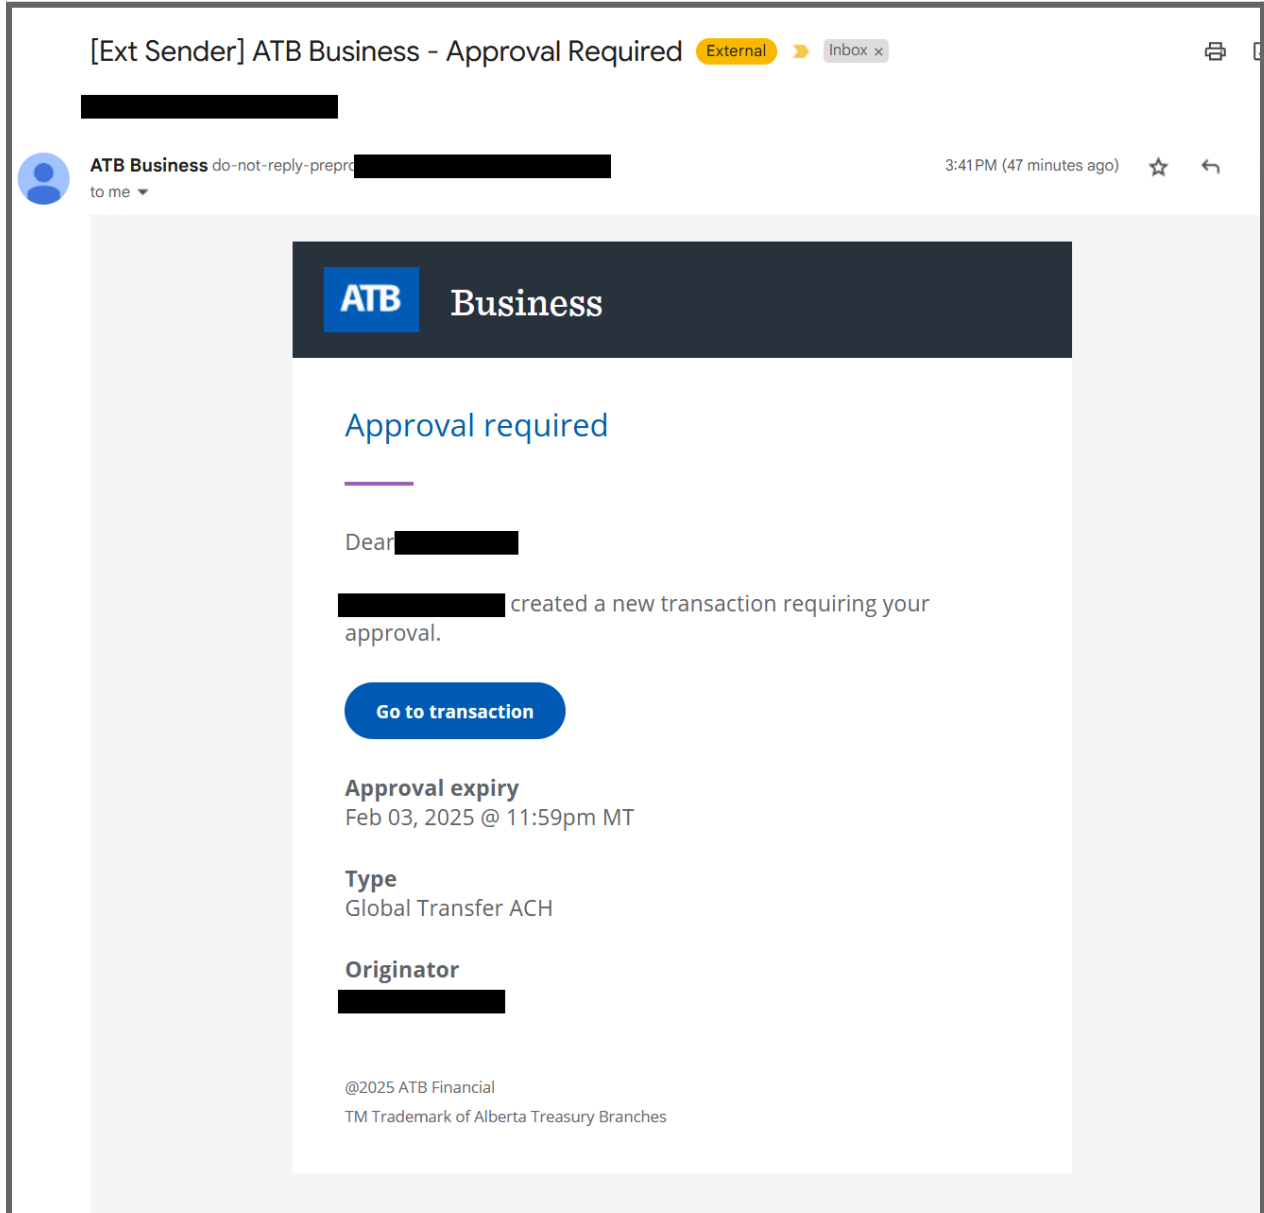 [Ext Sender] ATB Business - Approval Required External Inbox ×
ATB Business do-not-reply-prepro 3:41 PM (47 minutes ago)
to me
ATB Business
Approval required
Dear
created a new transaction requiring your
approval.
Go to transaction
Approval expiry
Feb 03, 2025 @ 11:59pm MT
Type
Global Transfer ACH
Originator
@2025 ATB Financial
TM Trademark of Alberta Treasury Branches